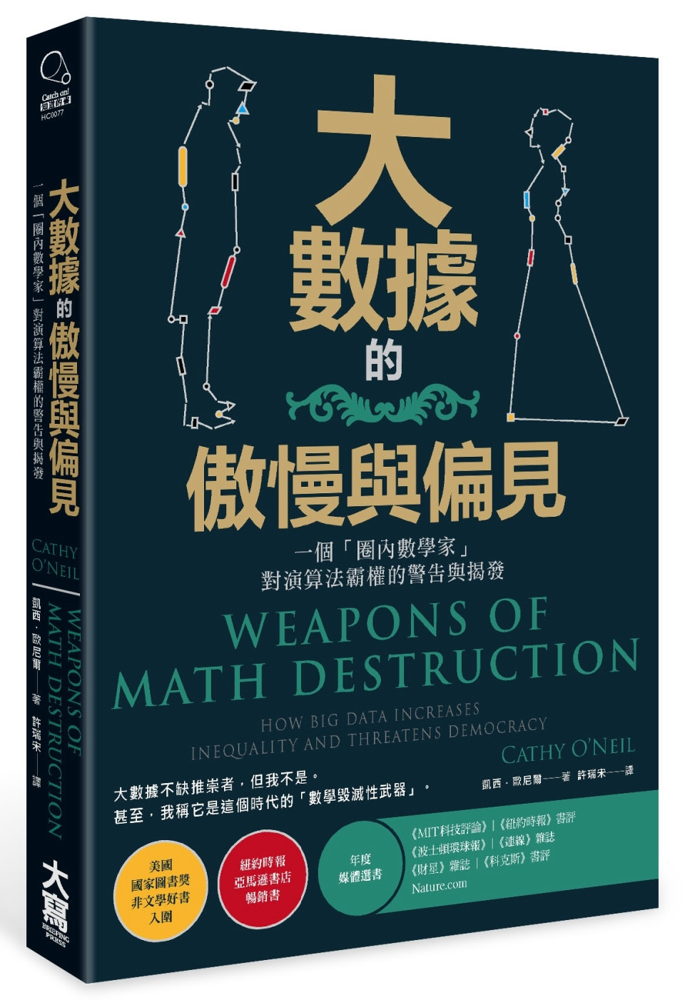 Catch on!
知道的書
HC0077
大數據的傲慢與偏見
一個「圈內數學家」對演算法霸權的警告與揭發
CATHY
O'NEIL
WEAPONS OF
MATH DESTRUCTION
凱西．歐尼爾──著 許瑞宋──譯
大寫
BRIEFING
PRESS
大
數據
的
傲慢與偏見
一個「圈內數學家」
對演算法霸權的警告與揭發
WEAPONS OF
MATH DESTRUCTION
HOW BIG DATA INCREASES
INEQUALITY AND THREATENS DEMOCRACY
CATHY O'NEIL
凱西．歐尼爾──著 許瑞宋──譯
大數據不缺推崇者，但我不是。
甚至，我稱它是這個時代的「數學毀滅性武器」。
美國
國家圖書獎
非文學好書
入圍
紐約時報
亞馬遜書店
暢銷書
年度
媒體選書
《MIT科技評論》|《紐約時報》書評
《波士頓環球報》|《連線》雜誌
《財星》雜誌|《科克斯》書評
Nature.com